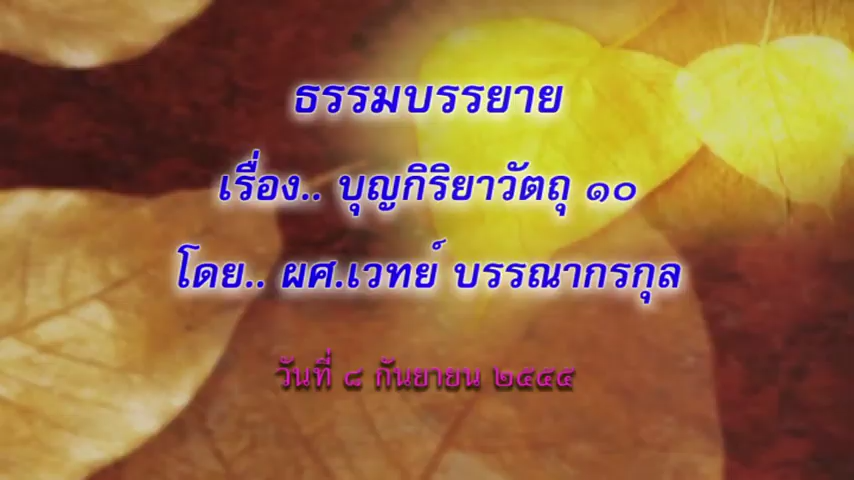 ธรรมบรรยาย
เรื่อง.. บุญกิริยาวัตถุ ๑๐
โดย.. ผศ.เวทย์ บรรณากรกุล
วันที่ ๘ กันยายน ๒๕๕๕